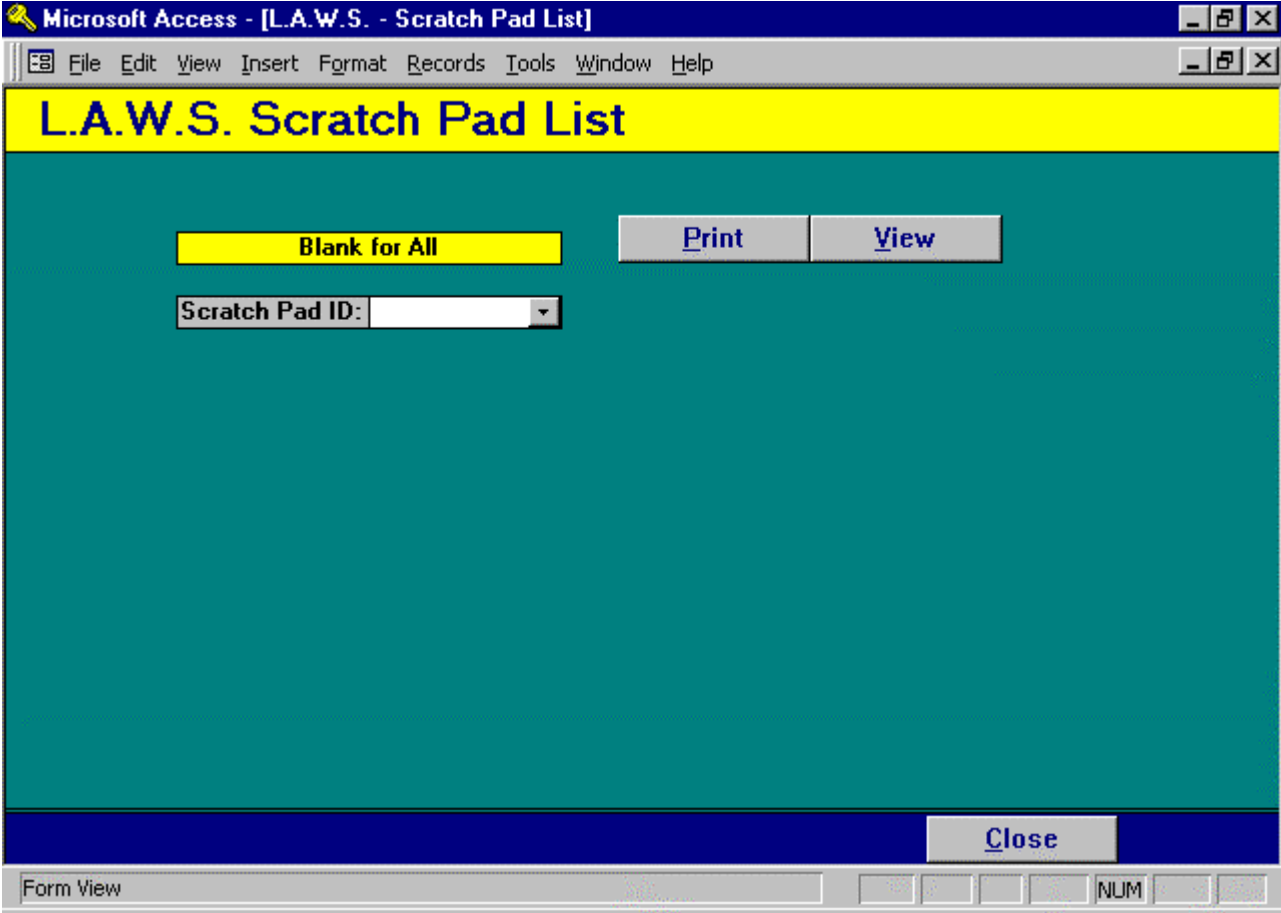 Microsoft Access - [L.A.W.S. - Scratch Pad List]
File Edit View Insert Format Records Tools Window Help
L.A.W.S. Scratch Pad List
Print View
Blank for All
Scratch Pad ID:
Close
Form View NUM